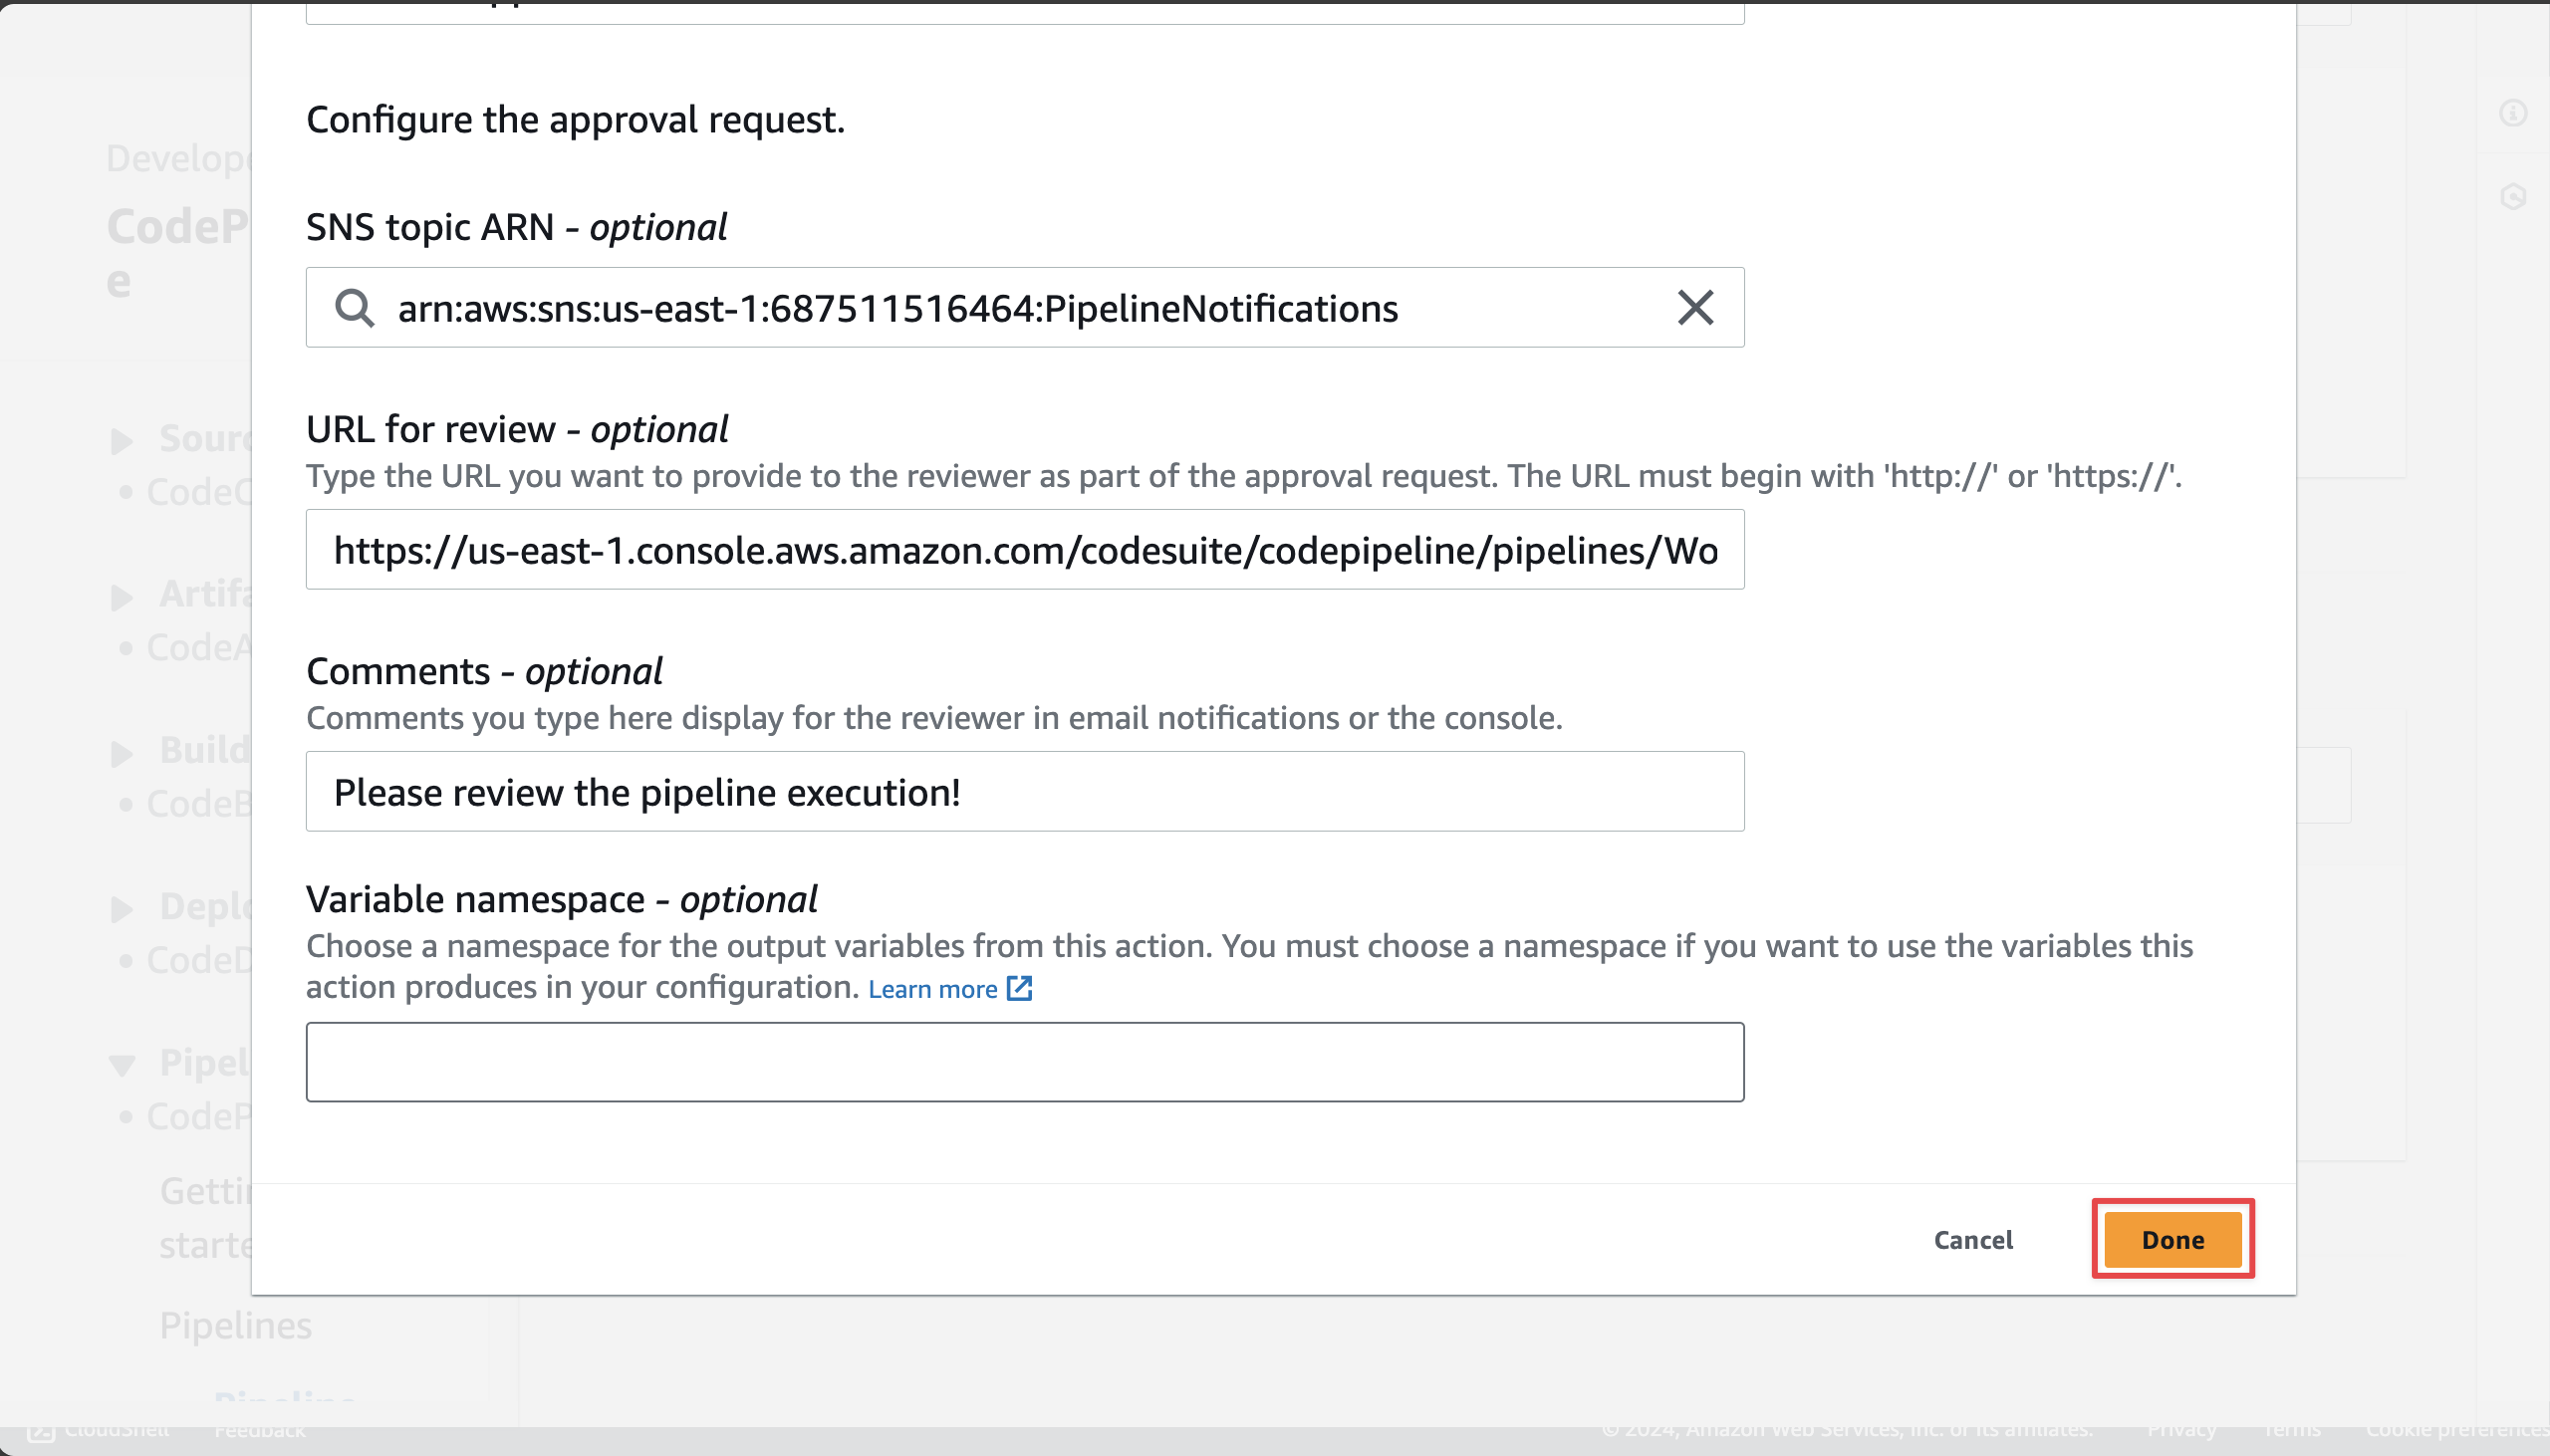 Configure the approval request.
SNS topic ARN - optional
arn:aws:sns:us-east-1:687511516464:PipelineNotifications
URL for review - optional
Type the URL you want to provide to the reviewer as part of the approval request. The URL must begin with 'http://' or 'https://'.
https://us-east-1.console.aws.amazon.com/codesuite/codepipeline/pipelines/Wo
Comments - optional
Comments you type here display for the reviewer in email notifications or the console.
Please review the pipeline execution!
Variable namespace - optional
Choose a namespace for the output variables from this action. You must choose a namespace if you want to use the variables this
action produces in your configuration. Learn more
Cancel
Done
Develope
CodeP
e
Sourc
CodeC
Artifa
CodeA
Build
CodeB
Deplo
CodeD
Pipel
CodeP
Gettin
starte
Pipelines
Pipeline
CloudShell
Feedback
© 2024, Amazon Web Services, Inc. or its affiliates.
Privacy
Terms
Cookie preferences